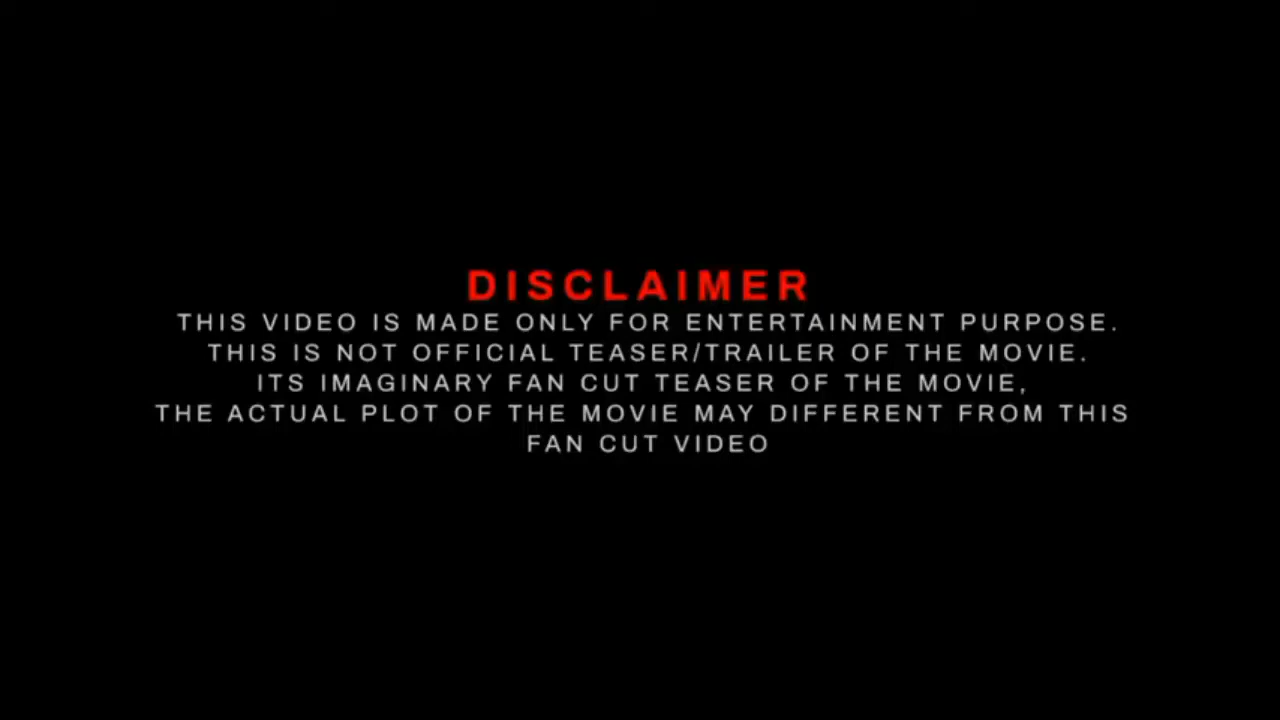 DISCLAIMER
THIS VIDEO IS MADE ONLY FOR ENTERTAINMENT PURPOSE.
THIS IS NOT OFFICIAL TEASER/TRAILER OF THE MOVIE.
ITS IMAGINARY FAN CUT TEASER OF THE MOVIE,
THE ACTUAL PLOT OF THE MOVIE MAY DIFFERENT FROM THIS
FAN CUT VIDEO